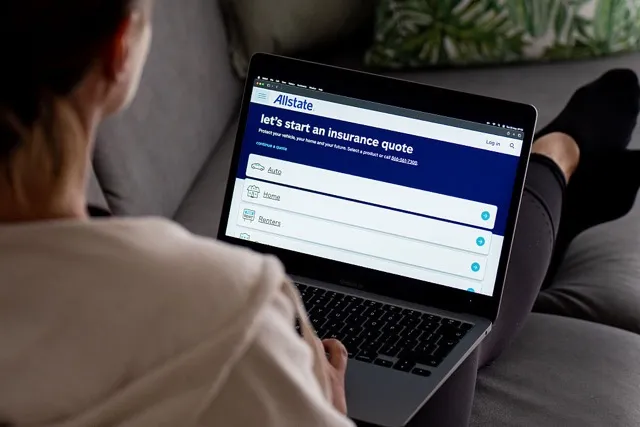 Allstate
Log in
let's start an insurance quote
Protect your vehicle, your home and your future. Select a product or call 866-561-7300.
continue a quote
Auto
Home
Renters